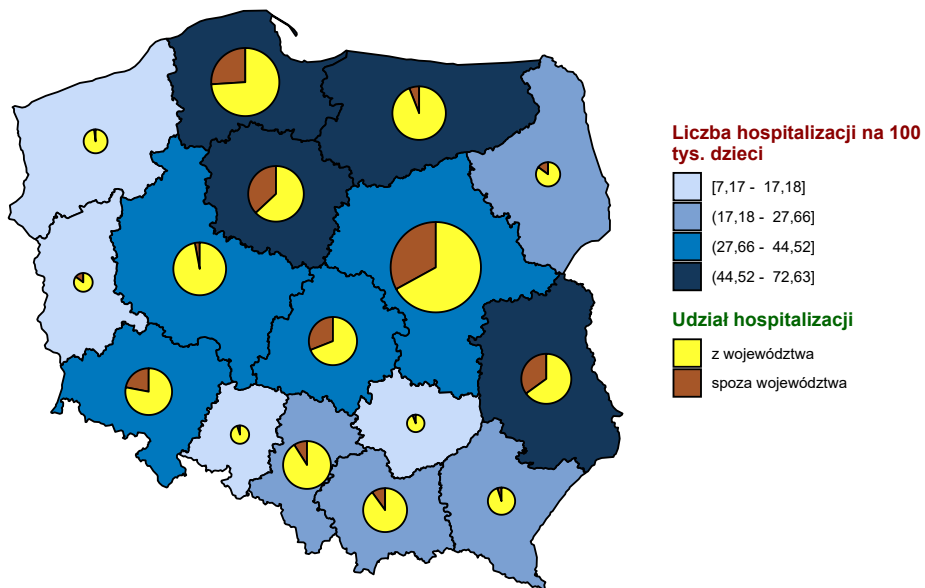 Liczba hospitalizacji na 100
tys. dzieci
[7,17 - 17,18]
(17,18 - 27,66]
(27,66 - 44,52]
(44,52 - 72,63]
Udział hospitalizacji
z województwa
spoza województwa